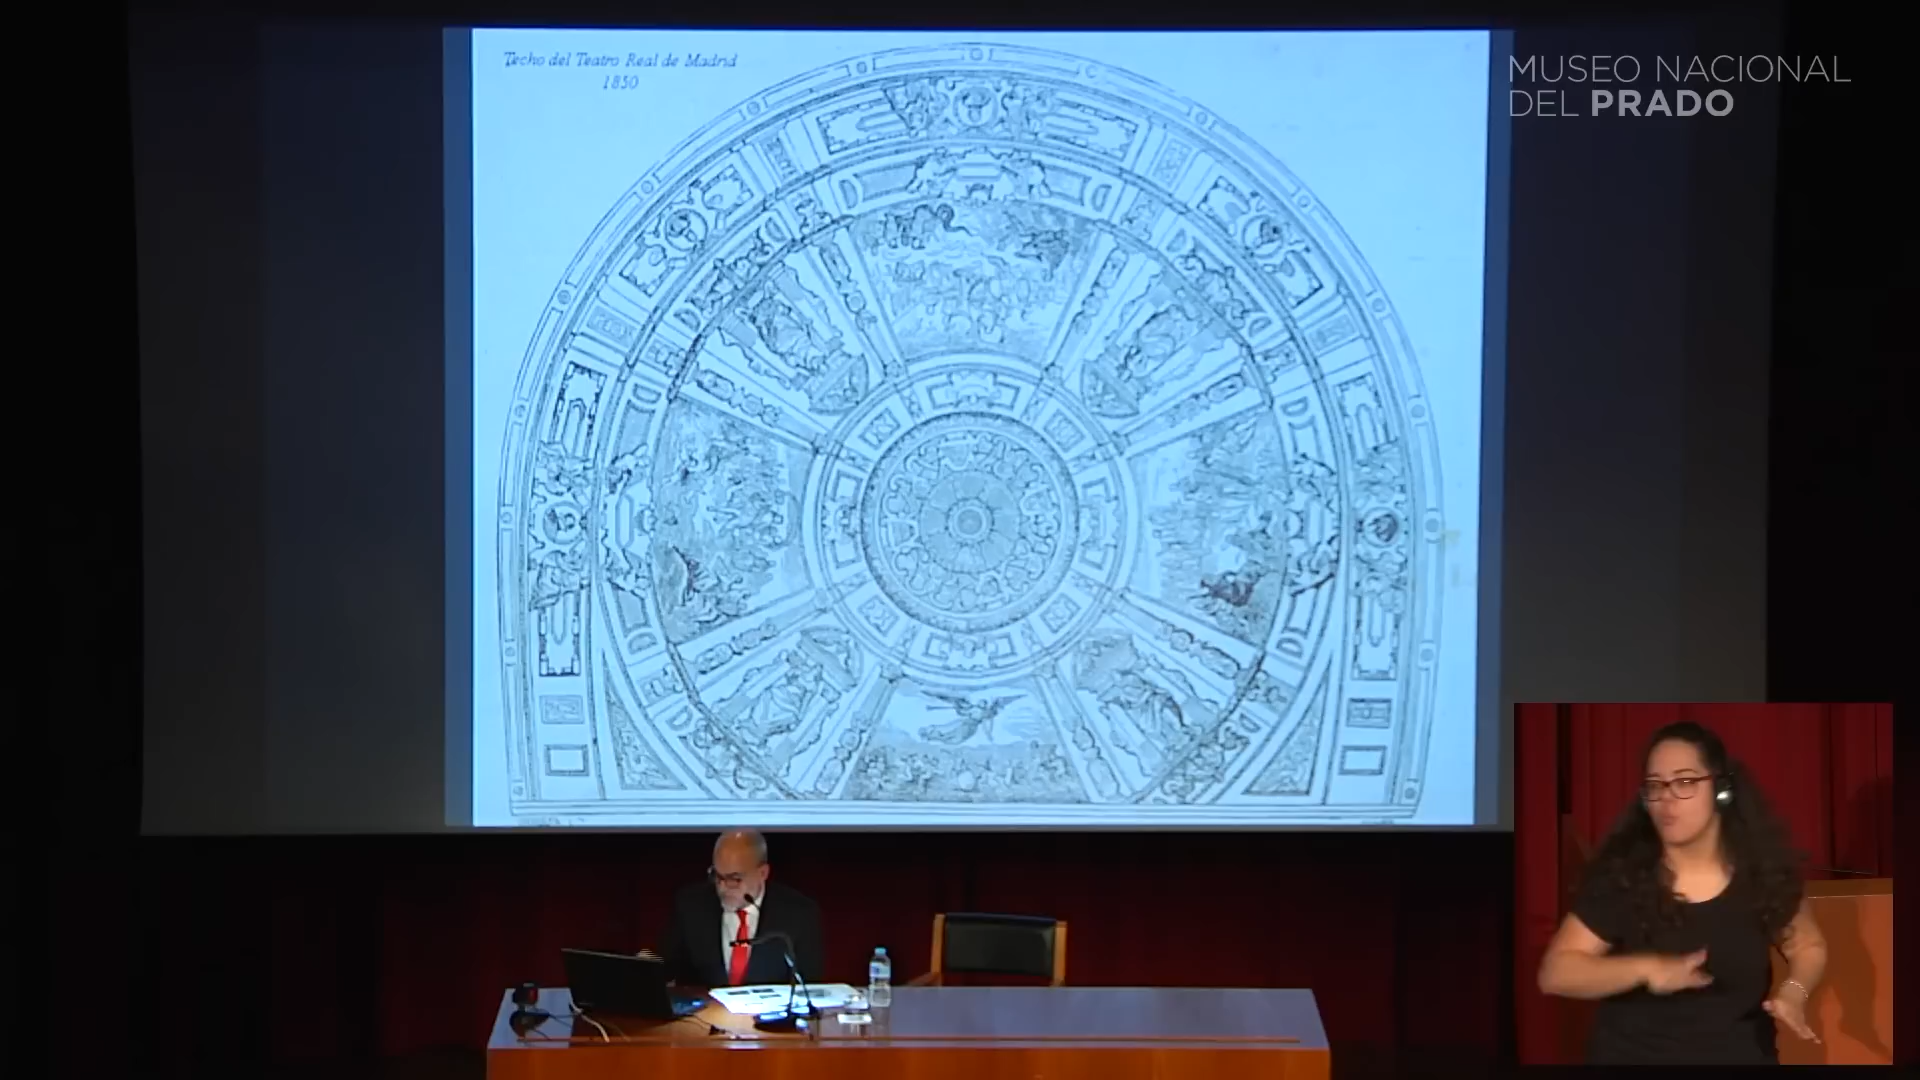 Techo del Teatro Real de Madrid
1850
MUSEO NACIONAL
DEL PRADO